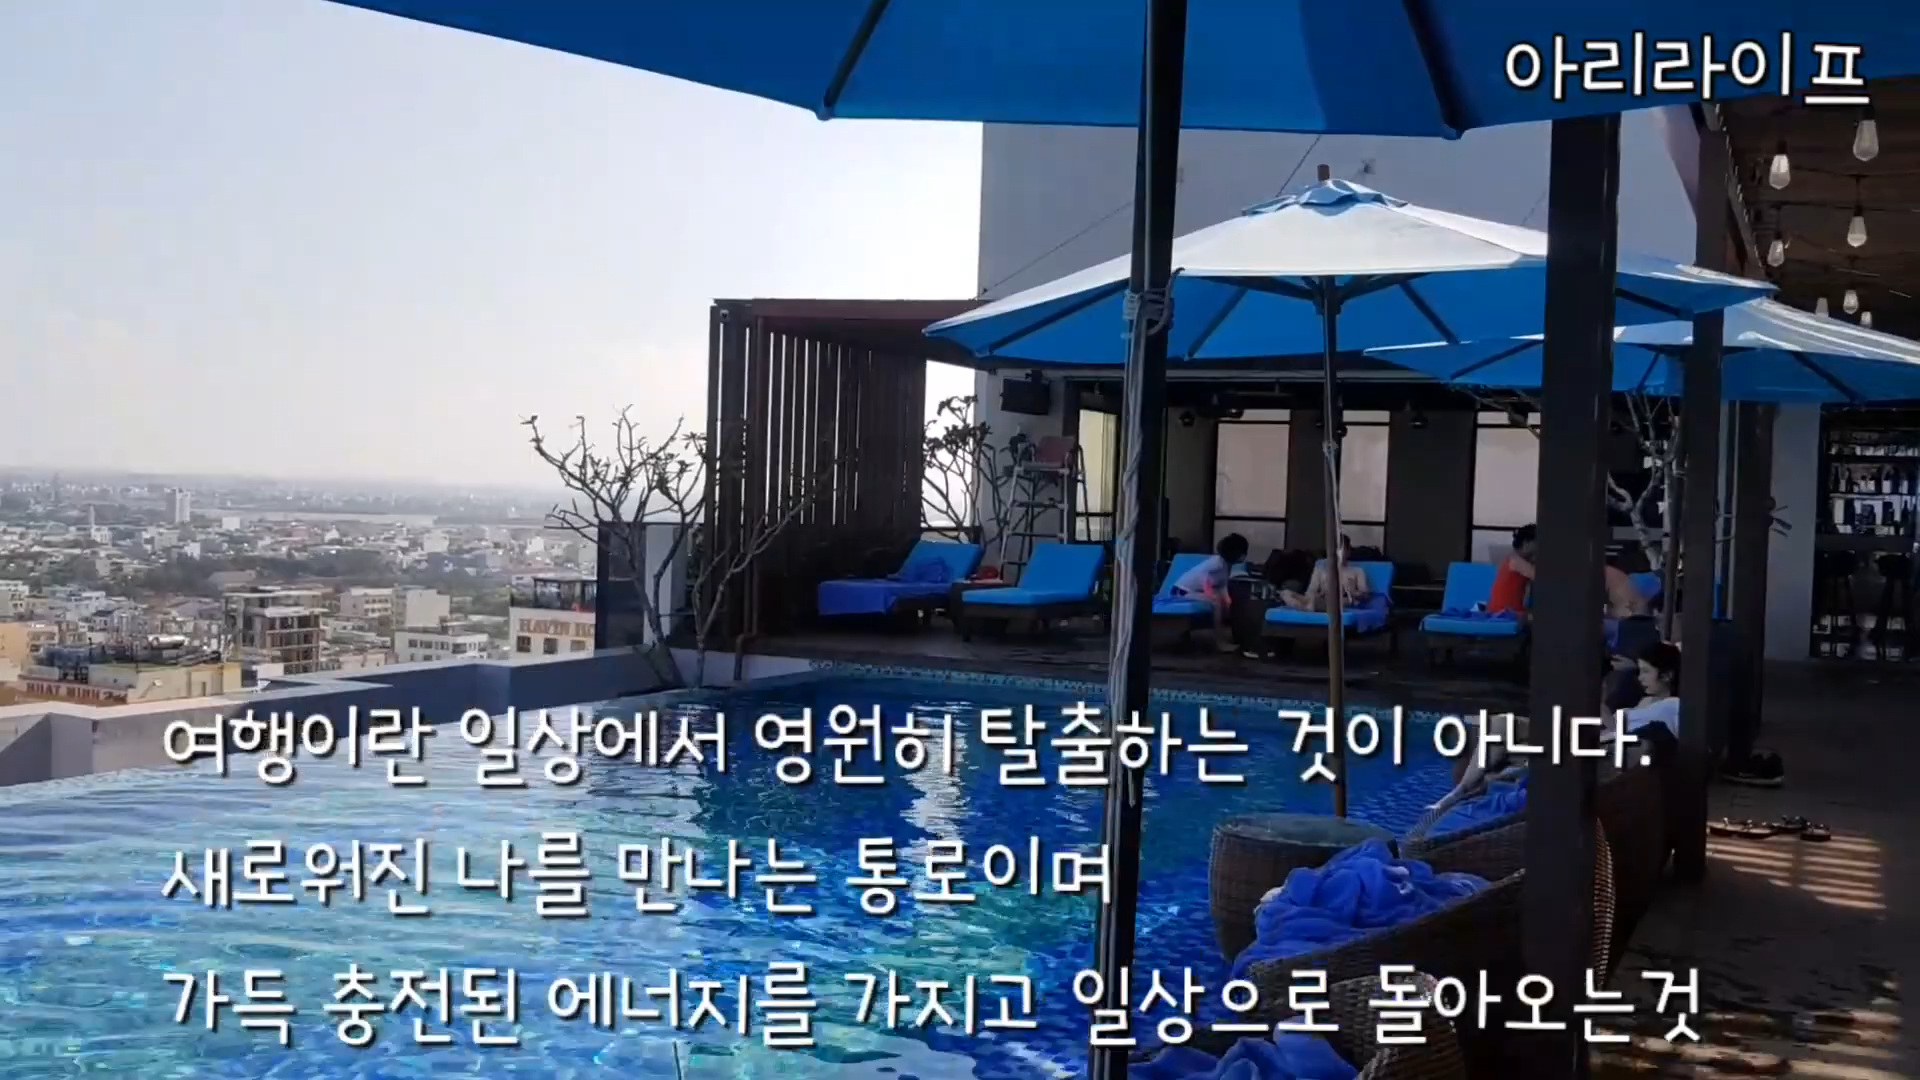 아리라이프
여행이란 일상에서 영원히 탈출하는 것이 아니다.
새로워진 나를 만나는 통로이며
가득 충전된 에너지를 가지고 일상으로 돌아오는것